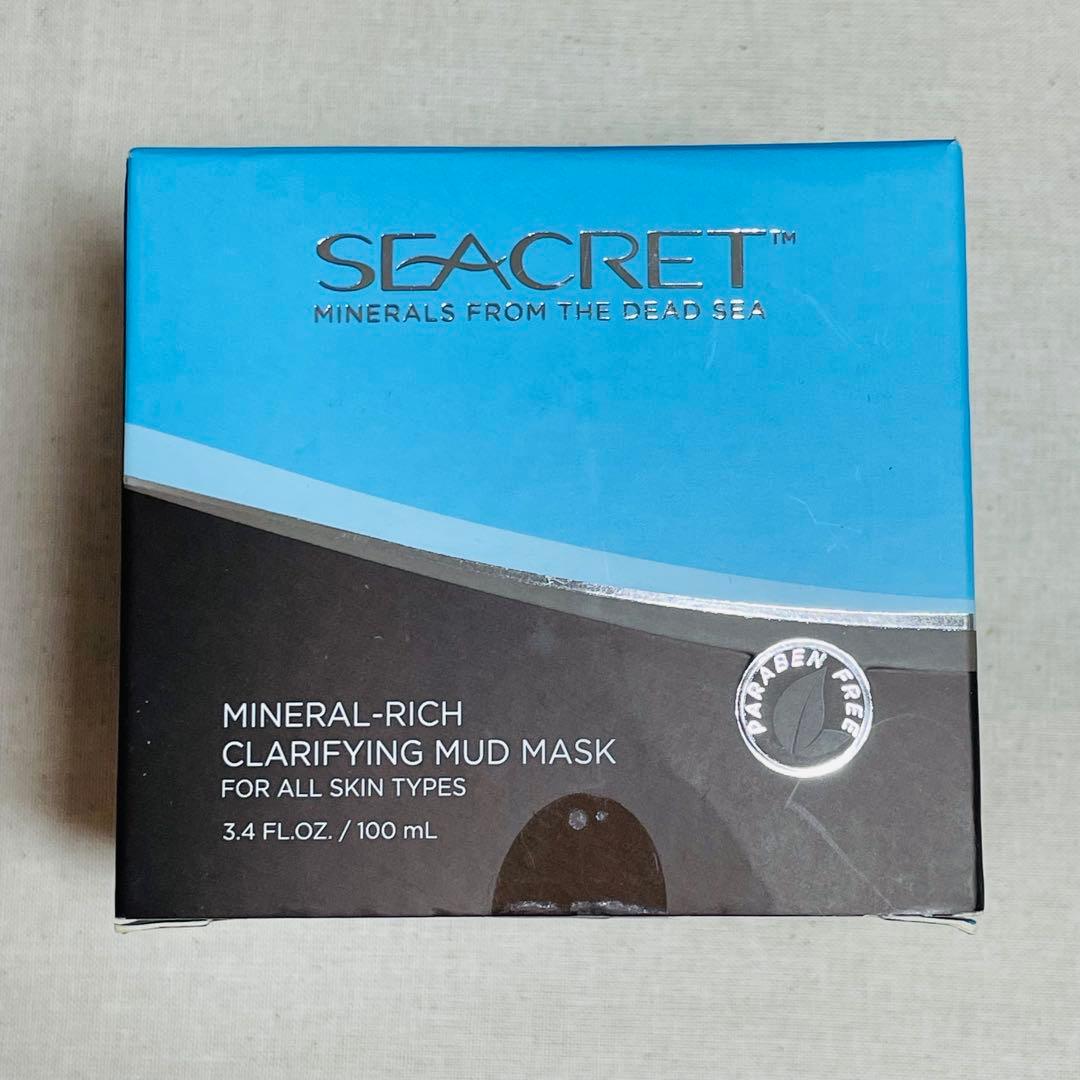 SEACRET™
MINERALS FROM THE DEAD SEA
PARABEN FREE
MINERAL-RICH
CLARIFYING MUD MASK
FOR ALL SKIN TYPES
3.4 FL.OZ. / 100 mL